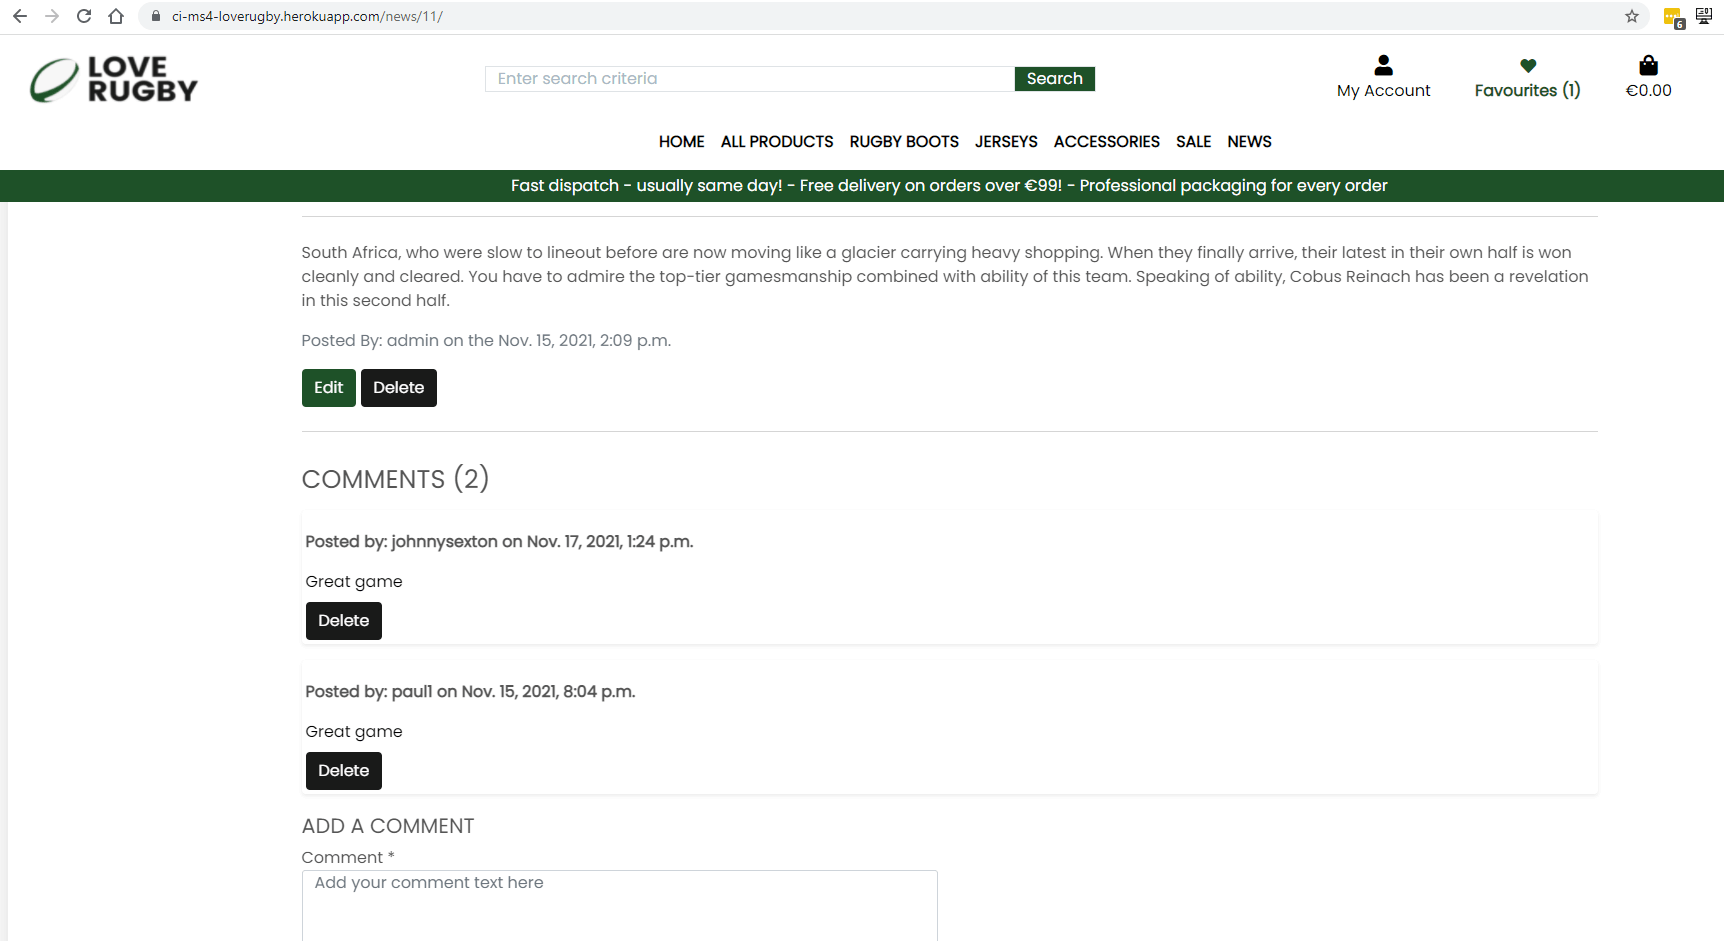 ci-ms4-loverugby.herokuapp.com/news/11/
6
LOVE
RUGBY
Enter search criteria
Search
My Account
Favourites (1)
€0.00
HOME ALL PRODUCTS RUGBY BOOTS JERSEYS ACCESSORIES SALE NEWS
Fast dispatch - usually same day! - Free delivery on orders over €99! - Professional packaging for every order
South Africa, who were slow to lineout before are now moving like a glacier carrying heavy shopping. When they finally arrive, their latest in their own half is won
cleanly and cleared. You have to admire the top-tier gamesmanship combined with ability of this team. Speaking of ability, Cobus Reinach has been a revelation
in this second half.
Posted By: admin on the Nov. 15, 2021, 2:09 p.m.
Edit Delete
COMMENTS (2)
Posted by: johnnysexton on Nov. 17, 2021, 1:24 p.m.
Great game
Delete
Posted by: paul1 on Nov. 15, 2021, 8:04 p.m.
Great game
Delete
ADD A COMMENT
Comment *
Add your comment text here